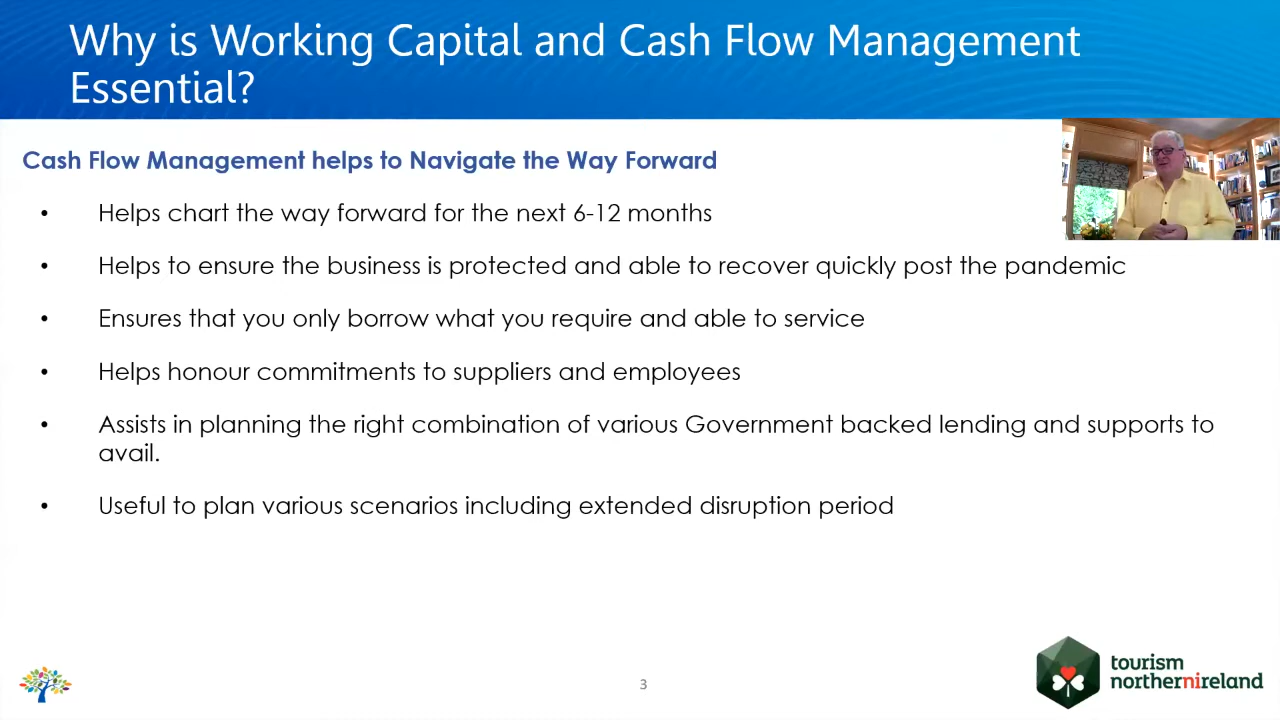 Why is Working Capital and Cash Flow Management
Essential?
Cash Flow Management helps to Navigate the Way Forward
• Helps chart the way forward for the next 6-12 months
• Helps to ensure the business is protected and able to recover quickly post the pandemic
• Ensures that you only borrow what you require and able to service
• Helps honour commitments to suppliers and employees
• Assists in planning the right combination of various Government backed lending and supports to
avail.
• Useful to plan various scenarios including extended disruption period
3
tourism
northernireland